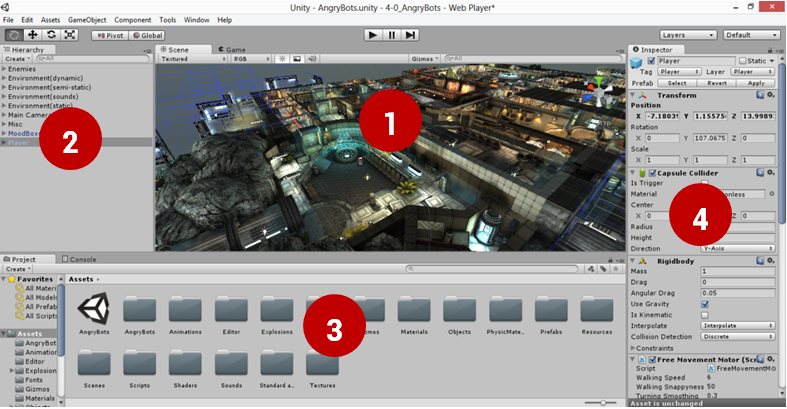 Unity - AngryBots.unity - 4-0_AngryBots - Web Player*
File Edit Assets GameObject Component Tools Window Help
Pivot Global Layers Default
Hierarchy
Create All
Enemies
Environment(dynamic)
Environment(semi-static)
Environment(sounds)
Environment(static)
Main Camera
Misc
MoodBox
Player
2
Scene Game
Textured RGB Gizmos All
1
Inspector
Player Static
Tag Player Layer Player
Prefab Select Revert Apply
Transform
Position
X -7.18039 Y 1.15575 Z 13.9989
Rotation
X 0 Y 107.0675 Z 0
Scale
X 1 Y 1 Z 1
Capsule Collider
Is Trigger
Material
Center
X 0 Z 0
Radius
Height
Direction Y-Axis
4
Rigidbody
Mass 1
Drag 0
Angular Drag 0.05
Use Gravity
Is Kinematic
Interpolate Interpolate
Collision Detection Discrete
Constraints
Free Movement Motor (Scri
Script FreeMovementMo
Walking Speed 6
Walking Snappyness 50
Turning Smoothing 0.3
Asset is unchanged
Project Console
Create
Favorites
All Materi
All Models
All Prefab
All Scripts
Assets
AngryBot
Animation
Editor
Explosion
Fonts
Gizmos
Materials
Objects
Assets
AngryBots AngryBots Animations Editor Explosions Materials Objects PhysicMate... Prefabs Resources
Scenes Scripts Shaders Sounds Standard a... Textures
3